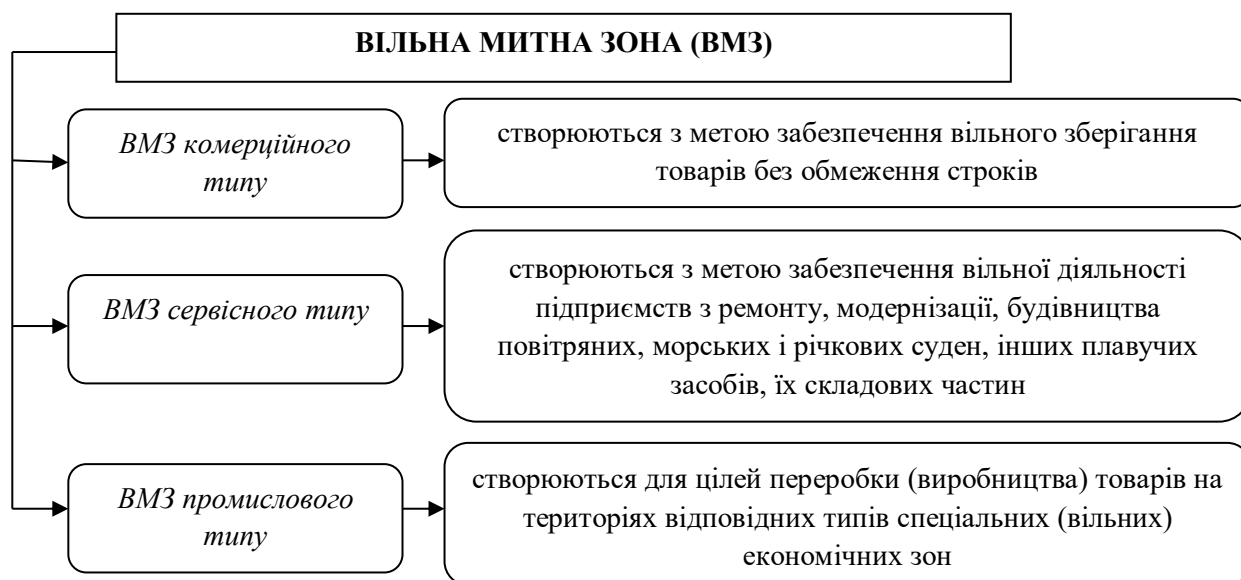 ВІЛЬНА МИТНА ЗОНА (ВМЗ)
ВМЗ комерційного
типу
створюються з метою забезпечення вільного зберігання
товарів без обмеження строків
ВМЗ сервісного типу
створюються з метою забезпечення вільної діяльності
підприємств з ремонту, модернізації, будівництва
повітряних, морських і річкових суден, інших плавучих
засобів, їх складових частин
ВМЗ промислового
типу
створюються для цілей переробки (виробництва) товарів на
територіях відповідних типів спеціальних (вільних)
економічних зон